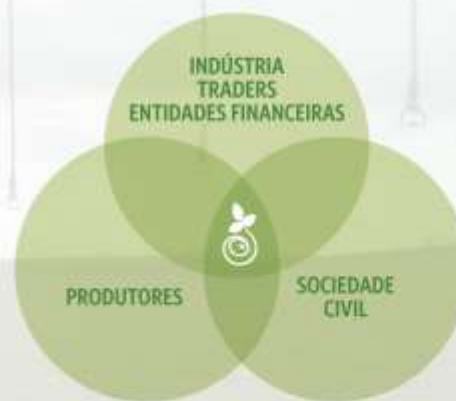 INDÚSTRIA
TRADERS
ENTIDADES FINANCEIRAS
PRODUTORES
SOCIEDADE
CIVIL